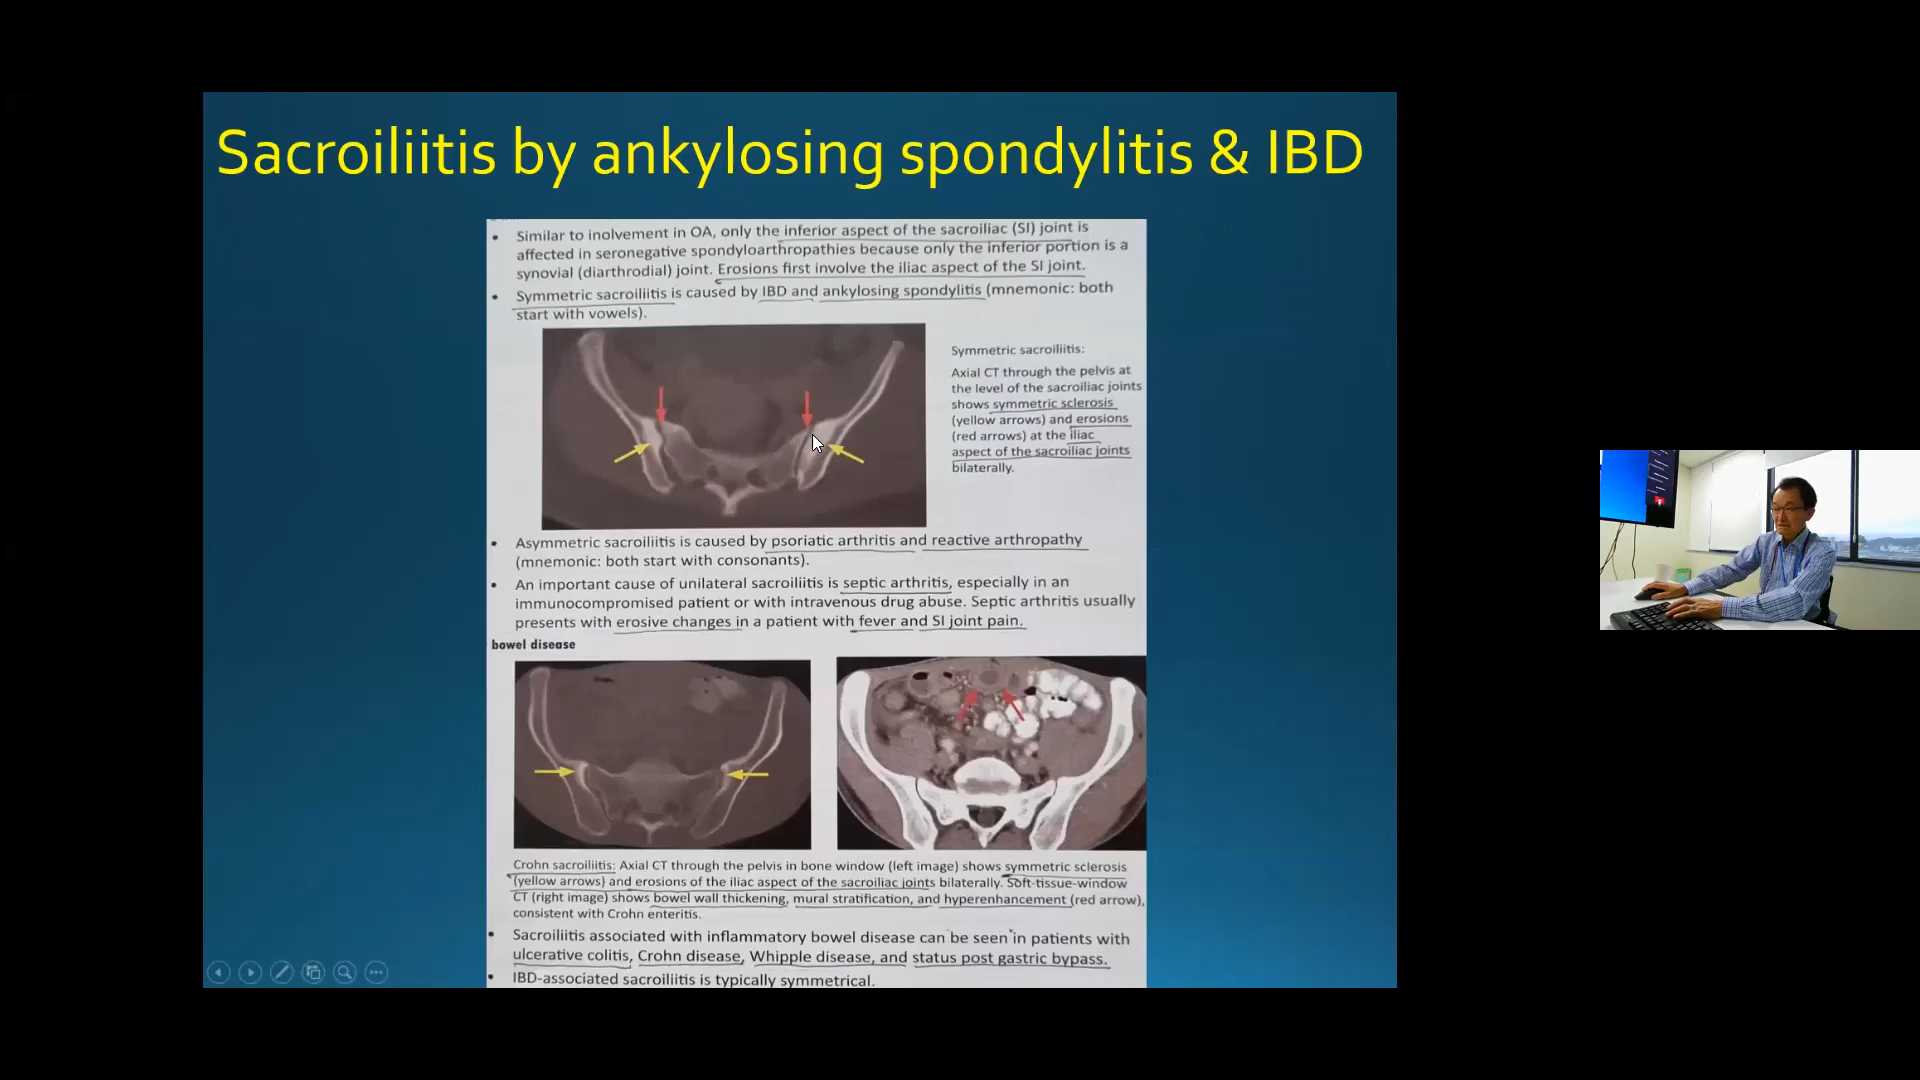 Sacroiliitis by ankylosing spondylitis & IBD
• Similar to inolvement in OA, only the inferior aspect of the sacroiliac (SI) joint is
affected in seronegative spondyloarthropathies because only the inferior portion is a
synovial (diarthrodial) joint. Erosions first involve the iliac aspect of the SI joint.
• Symmetric sacroiliitis is caused by IBD and ankylosing spondylitis (mnemonic: both
start with vowels).
Symmetric sacroiliitis:
Axial CT through the pelvis at
the level of the sacroiliac joints
shows symmetric sclerosis
(yellow arrows) and erosions
(red arrows) at the iliac
aspect of the sacroiliac joints
bilaterally.
• Asymmetric sacroiliitis is caused by psoriatic arthritis and reactive arthropathy
(mnemonic: both start with consonants).
• An important cause of unilateral sacroiliitis is septic arthritis, especially in an
immunocompromised patient or with intravenous drug abuse. Septic arthritis usually
presents with erosive changes in a patient with fever and SI joint pain.
bowel disease
Crohn sacroiliitis: Axial CT through the pelvis in bone window (left image) shows symmetric sclerosis
(yellow arrows) and erosions of the iliac aspect of the sacroiliac joints bilaterally. Soft-tissue-window
CT (right image) shows bowel wall thickening, mural stratification, and hyperenhancement (red arrow),
consistent with Crohn enteritis.
• Sacroiliitis associated with inflammatory bowel disease can be seen in patients with
ulcerative colitis, Crohn disease, Whipple disease, and status post gastric bypass.
• IBD-associated sacroiliitis is typically symmetrical.